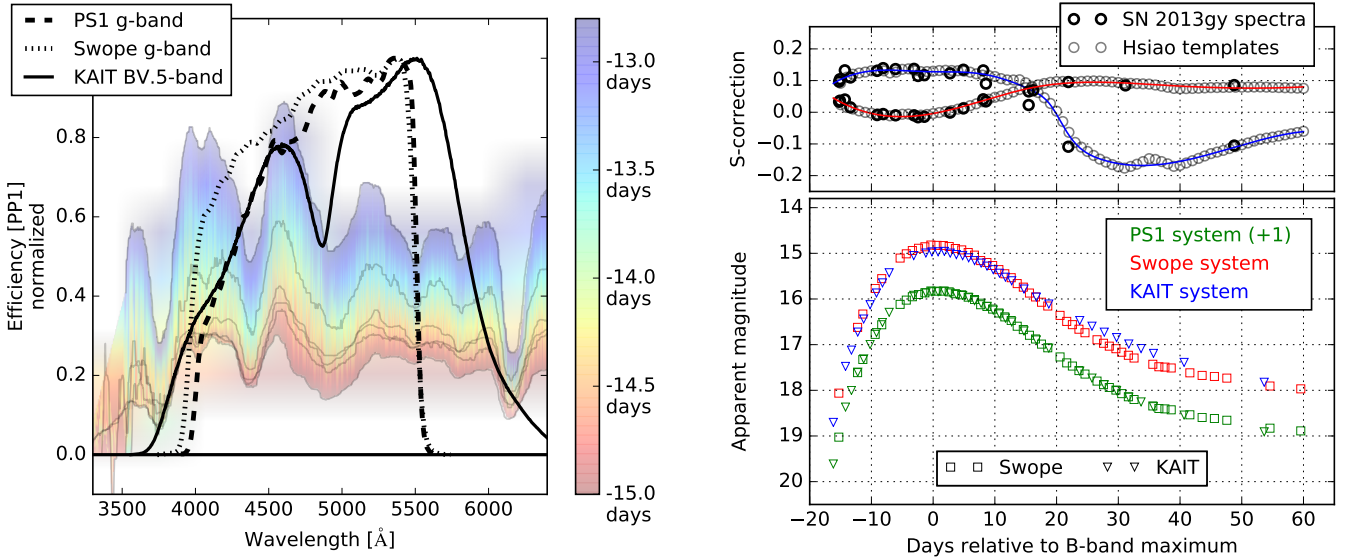 PS1 g-band
Swope g-band
KAIT BV.5-band
Efficiency [PP1]
normalized
0.8
0.6
0.4
0.2
0.0
3500 4000 4500 5000 5500 6000
Wavelength [Å]
-13.0
days
-13.5
days
-14.0
days
-14.5
days
-15.0
days
SN 2013gy spectra
Hsiao templates
S-correction
0.2
0.1
0.0
−0.1
−0.2
Apparent magnitude
14
15
16
17
18
19
20
PS1 system (+1)
Swope system
KAIT system
Swope KAIT
−20 −10 0 10 20 30 40 50 60
Days relative to B-band maximum